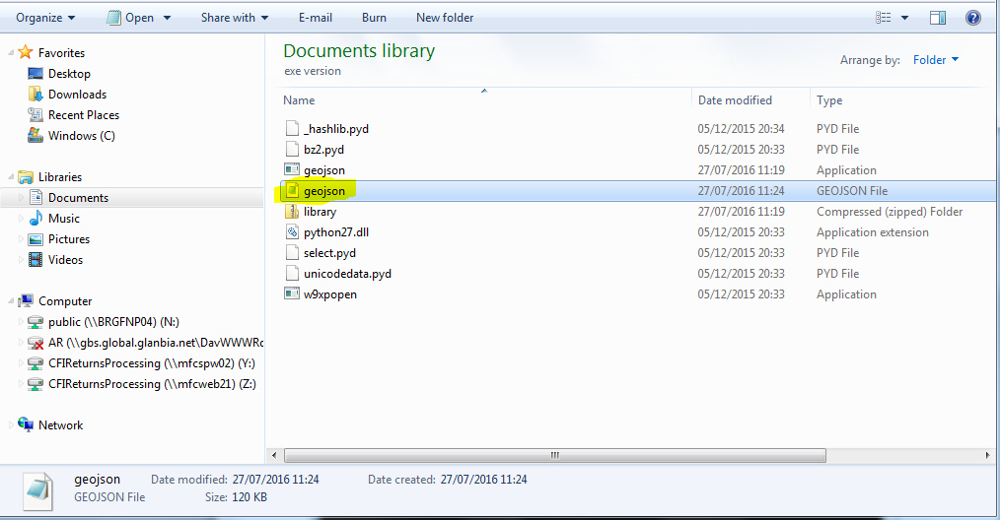 Organize Open Share with E-mail Burn New folder
Favorites
Desktop
Downloads
Recent Places
Windows (C)
Libraries
Documents
Music
Pictures
Videos
Computer
public (\\BRGFNP04) (N:)
AR (\\gbs.global.glanbia.net\DavWWWRo
CFIReturnsProcessing (\\mfcspw02) (Y:)
CFIReturnsProcessing (\\mfcweb21) (Z:)
Network
Documents library
exe version
Arrange by: Folder
Name Date modified Type
_hashlib.pyd 05/12/2015 20:34 PYD File
bz2.pyd 05/12/2015 20:33 PYD File
geojson 27/07/2016 11:19 Application
geojson 27/07/2016 11:24 GEOJSON File
library 27/07/2016 11:19 Compressed (zipped) Folder
python27.dll 05/12/2015 20:33 Application extension
select.pyd 05/12/2015 20:33 PYD File
unicodedata.pyd 05/12/2015 20:33 PYD File
w9xpopen 05/12/2015 20:33 Application
geojson Date modified: 27/07/2016 11:24 Date created: 27/07/2016 11:24
GEOJSON File Size: 120 KB